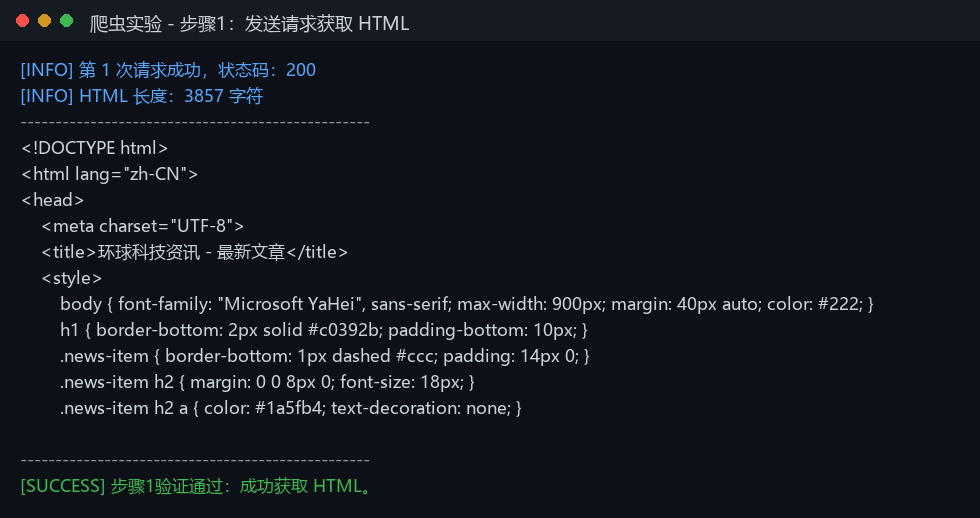 爬虫实验 - 步骤1：发送请求获取 HTML
[INFO] 第 1 次请求成功，状态码：200
[INFO] HTML 长度：3857 字符
--------------------------------------------------
<!DOCTYPE html>
<html lang="zh-CN">
<head>
    <meta charset="UTF-8">
    <title>环球科技资讯 - 最新文章</title>
    <style>
        body { font-family: "Microsoft YaHei", sans-serif; max-width: 900px; margin: 40px auto; color: #222; }
        h1 { border-bottom: 2px solid #c0392b; padding-bottom: 10px; }
        .news-item { border-bottom: 1px dashed #ccc; padding: 14px 0; }
        .news-item h2 { margin: 0 0 8px 0; font-size: 18px; }
        .news-item h2 a { color: #1a5fb4; text-decoration: none; }
--------------------------------------------------
[SUCCESS] 步骤1验证通过：成功获取 HTML。